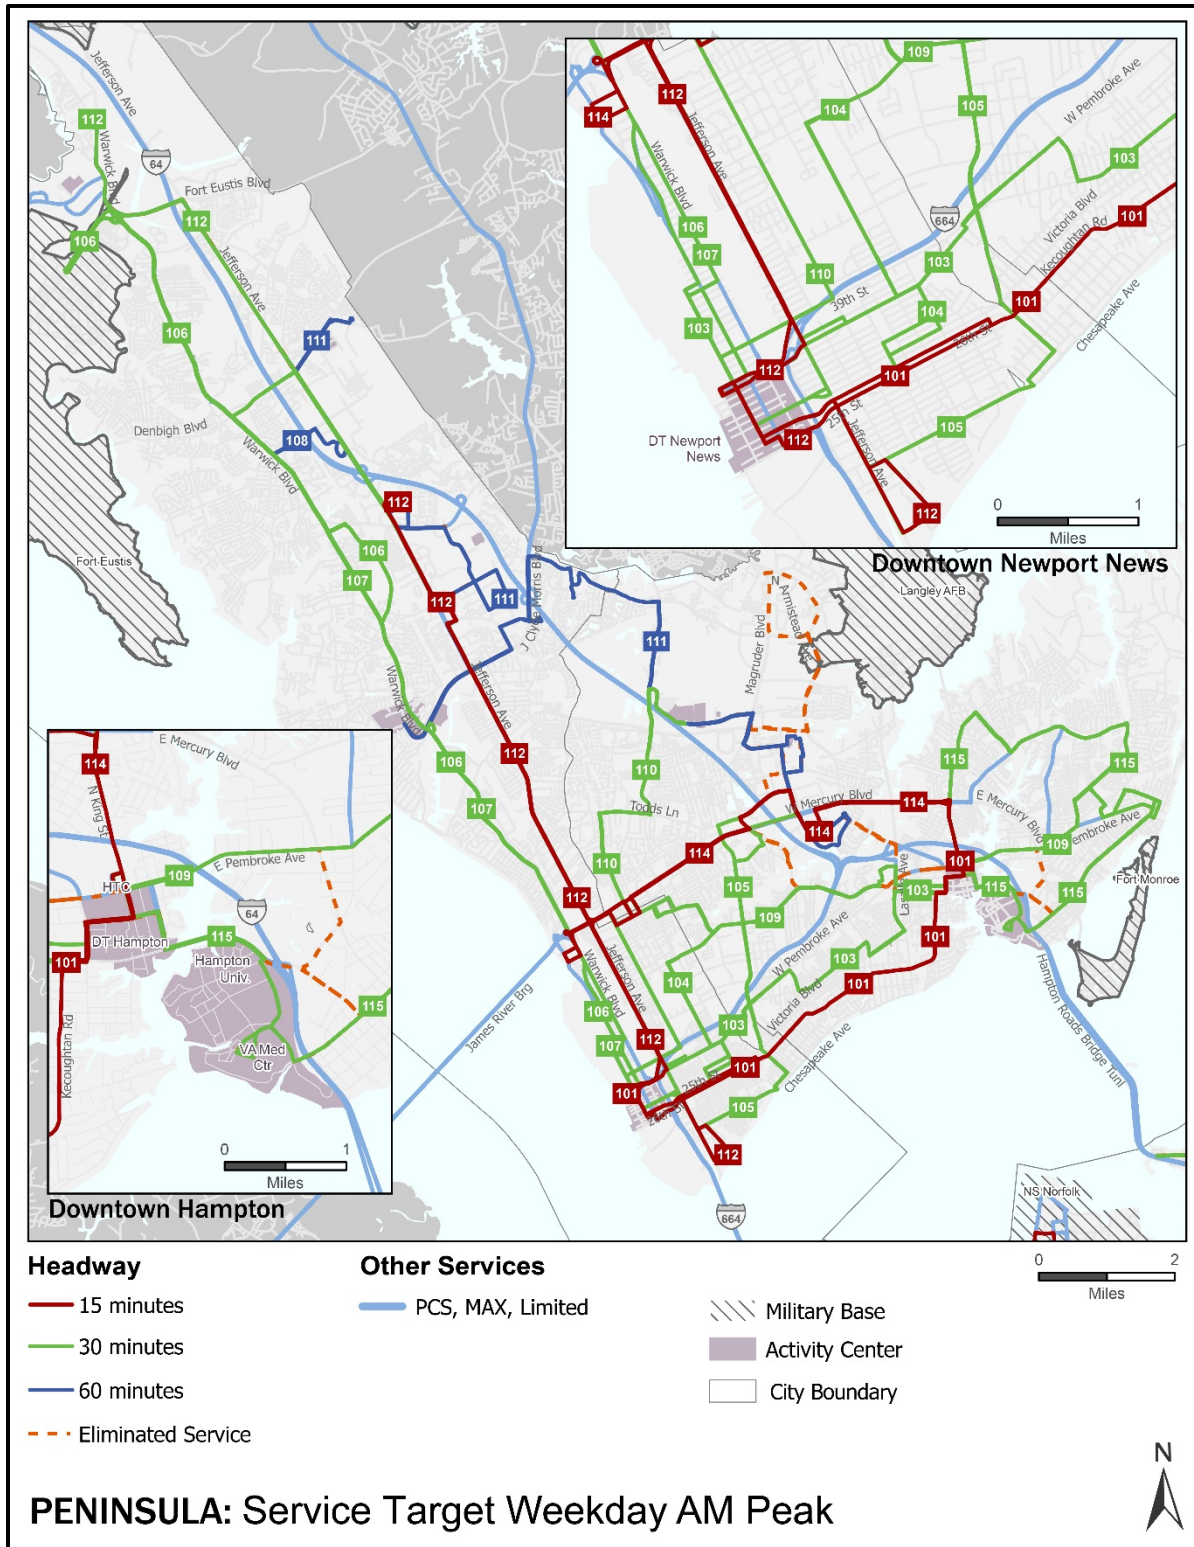 Jefferson Ave
112
Warwick Blvd
64
Fort Eustis Blvd
112
106
Jefferson Ave
106
111
Denbigh Blvd
108
Warwick Blvd
112
106
107
Fort Eustis
112
111
J Clyde Morris Blvd
111
Magruder Blvd
N Armistead Ave
Langley AFB
Warwick Blvd
Jefferson Ave
112
106
110
107
Todds Ln
W Mercury Blvd
114
114
115
115
E Mercury Blvd
109
114
110
105
109
112
101
103
115
115
Fort Monroe
101
W Pembroke Ave
103
101
Victoria Blvd
Jefferson Ave
104
Warwick Blvd
106
107
112
103
101
25th St
101
105
Chesapeake Ave
112
James River Brg
Hampton Roads Bridge Tunl
664
NS Norfolk
0 2
Miles
109
112
Jefferson Ave
114
104
105
W Pembroke Ave
103
Warwick Blvd
106
107
110
664
Victoria Blvd
Kecoughtan Rd
101
103
39th St
104
101
103
112
26th St
101
Chesapeake Ave
25th St
112
105
DT Newport
News
Jefferson Ave
112
0 1
Miles
Downtown Newport News
E Mercury Blvd
114
N King St
E Pembroke Ave
HTC
109
64
DT Hampton
115
101
Hampton
Univ.
115
Kecoughtan Rd
VA Med
Ctr
0 1
Miles
Downtown Hampton
Headway
15 minutes
30 minutes
60 minutes
Eliminated Service
Other Services
PCS, MAX, Limited
Military Base
Activity Center
City Boundary
N
PENINSULA: Service Target Weekday AM Peak